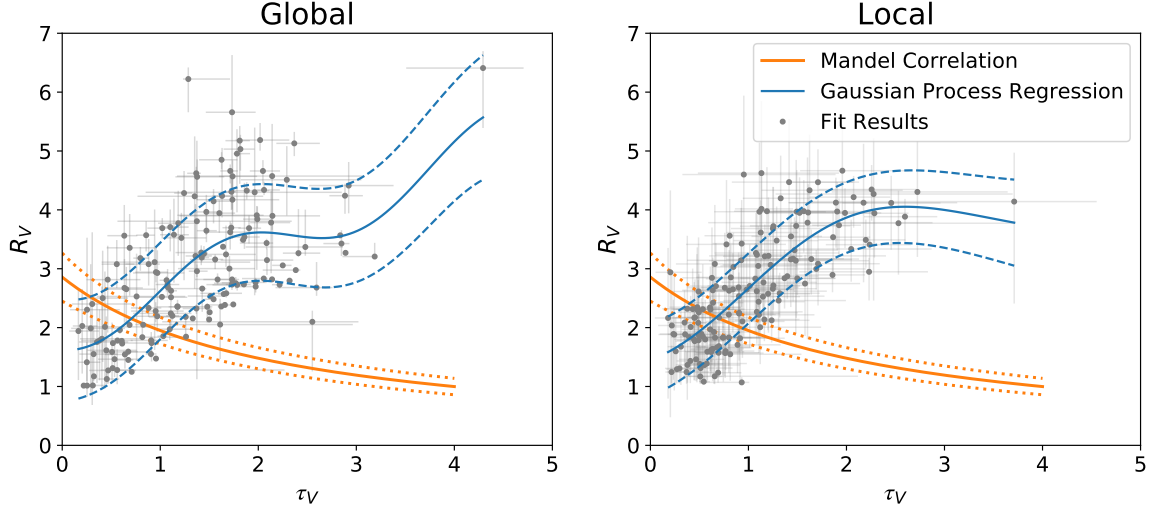 Global
Local
7
6
5
4
3
2
1
0
R_V
0 1 2 3 4 5
τ_V
7
6
5
4
3
2
1
0
R_V
0 1 2 3 4 5
τ_V
Mandel Correlation
Gaussian Process Regression
Fit Results